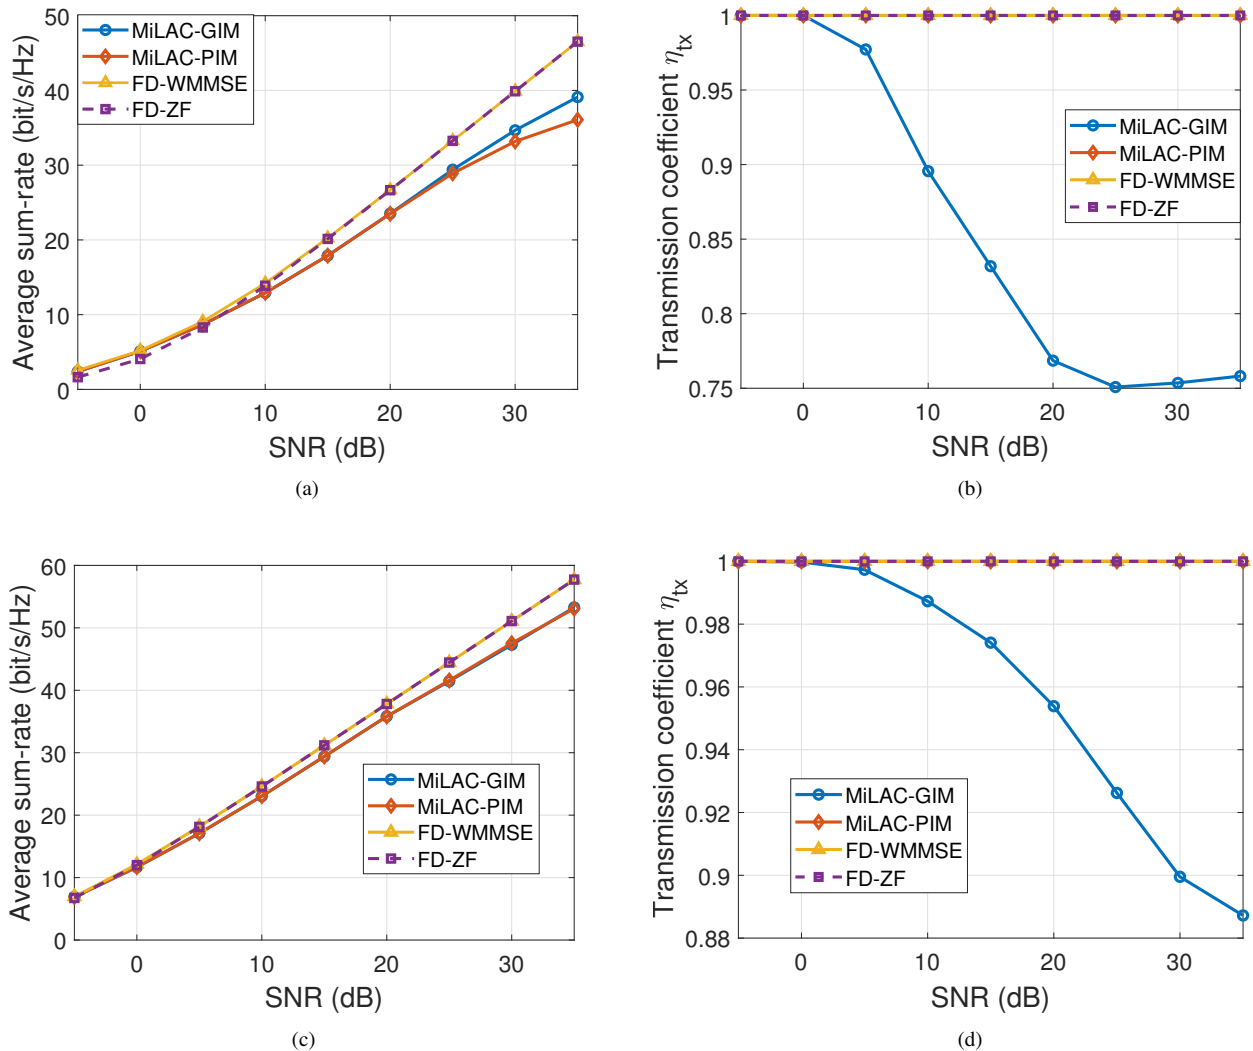 50
40
30
20
10
0
0
10
20
30
Average sum-rate (bit/s/Hz)
SNR (dB)
MiLAC-GIM
MiLAC-PIM
FD-WMMSE
FD-ZF
(a)
1
0.95
0.9
0.85
0.8
0.75
0
10
20
30
Transmission coefficient ηtx
SNR (dB)
MiLAC-GIM
MiLAC-PIM
FD-WMMSE
FD-ZF
(b)
60
50
40
30
20
10
0
0
10
20
30
Average sum-rate (bit/s/Hz)
SNR (dB)
MiLAC-GIM
MiLAC-PIM
FD-WMMSE
FD-ZF
(c)
1
0.98
0.96
0.94
0.92
0.9
0.88
0
10
20
30
Transmission coefficient ηtx
SNR (dB)
MiLAC-GIM
MiLAC-PIM
FD-WMMSE
FD-ZF
(d)